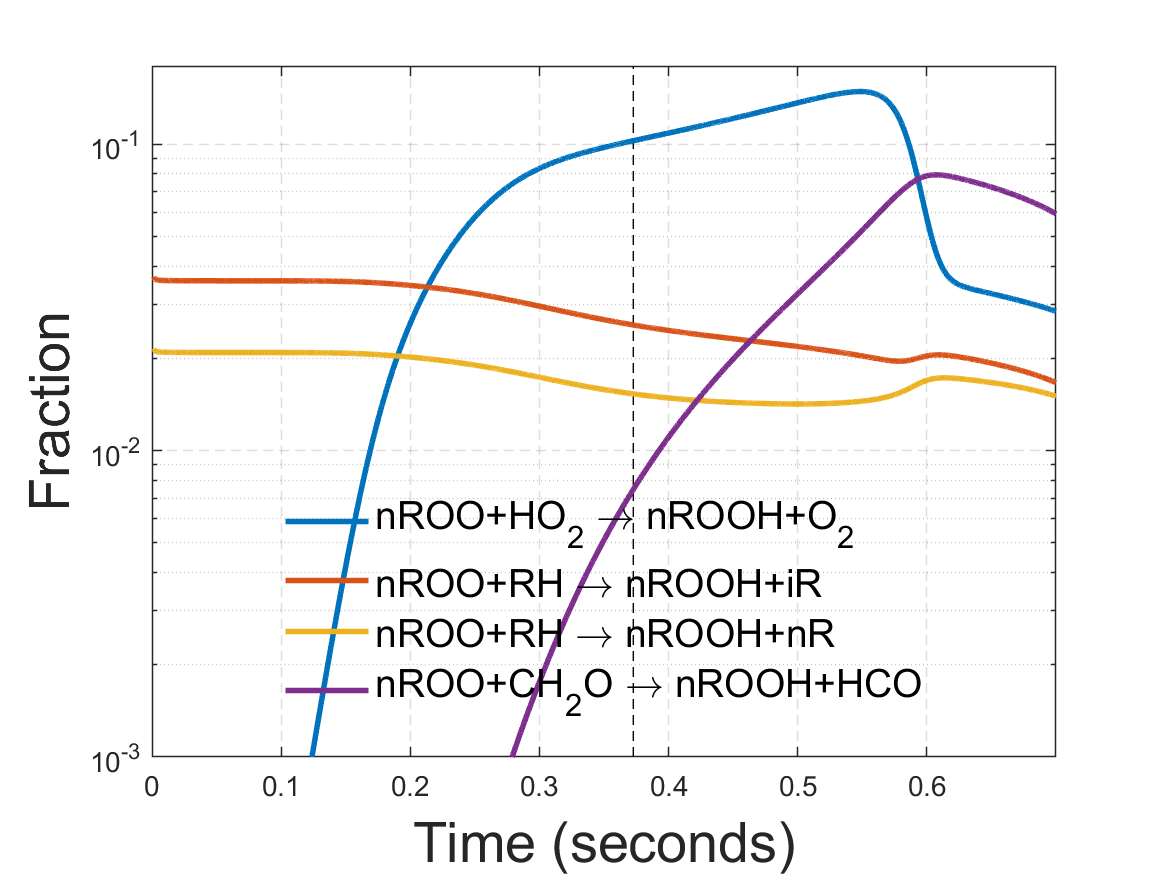 10^-1
10^-2
10^-3
Fraction
nROO+HO₂ → nROOH+O₂
nROO+RH → nROOH+iR
nROO+RH → nROOH+nR
nROO+CH₂O → nROOH+HCO
0 0.1 0.2 0.3 0.4 0.5 0.6
Time (seconds)